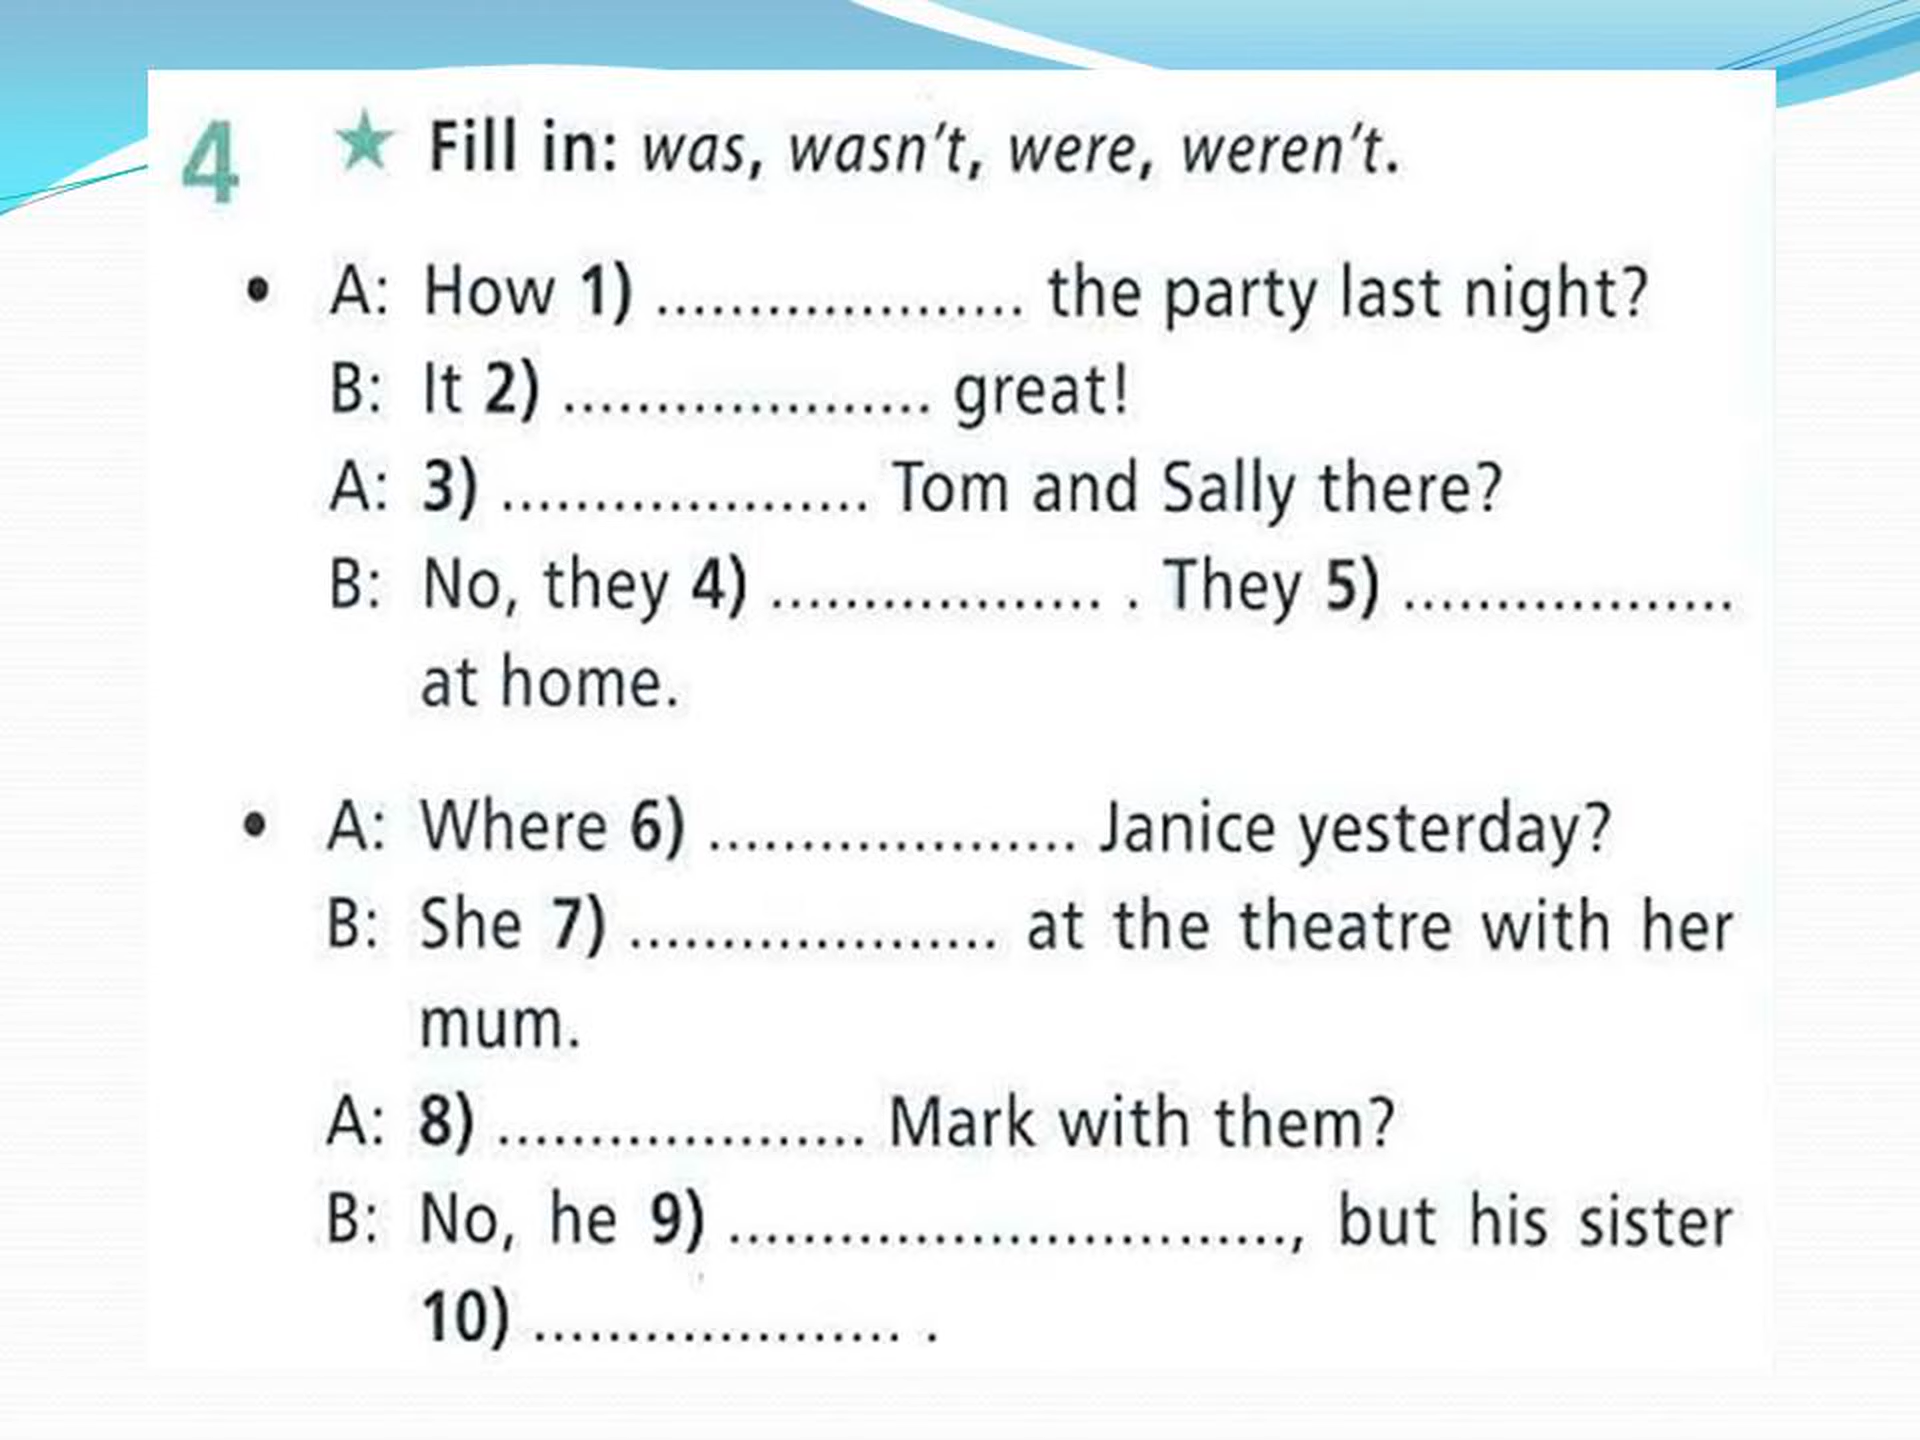 4 ★ Fill in: was, wasn't, were, weren't.
• A: How 1) .................... the party last night?
B: It 2) .................... great!
A: 3) .................... Tom and Sally there?
B: No, they 4) .................. . They 5) ..................
at home.
• A: Where 6) .................... Janice yesterday?
B: She 7) .................... at the theatre with her
mum.
A: 8) .................... Mark with them?
B: No, he 9) .............................., but his sister
10) .................... .